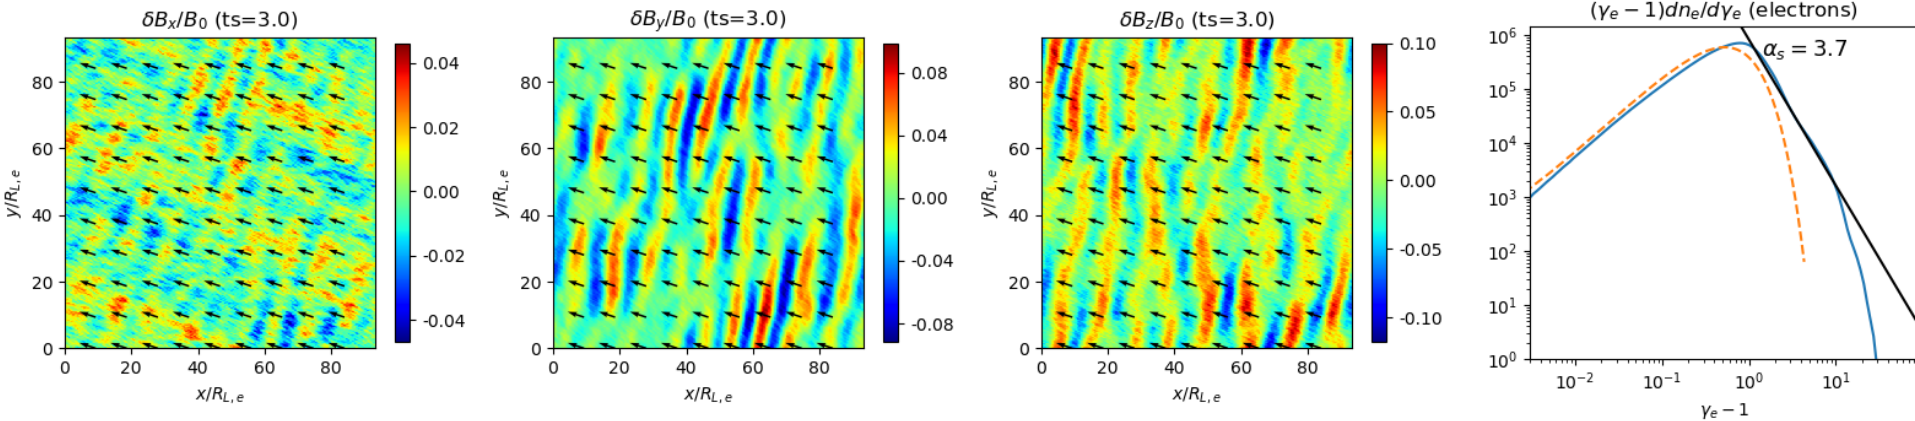 δBx/B0 (ts=3.0)
80
60
40
20
0
0 20 40 60 80
y/RL,e
x/RL,e
0.04
0.02
0.00
-0.02
-0.04
δBy/B0 (ts=3.0)
80
60
40
20
0
0 20 40 60 80
y/RL,e
x/RL,e
0.08
0.04
0.00
-0.04
-0.08
δBz/B0 (ts=3.0)
80
60
40
20
0
0 20 40 60 80
y/RL,e
x/RL,e
0.10
0.05
0.00
-0.05
-0.10
(γe − 1)dne/dγe (electrons)
αs = 3.7
10^6
10^5
10^4
10^3
10^2
10^1
10^0
10^-2 10^-1 10^0 10^1
γe − 1